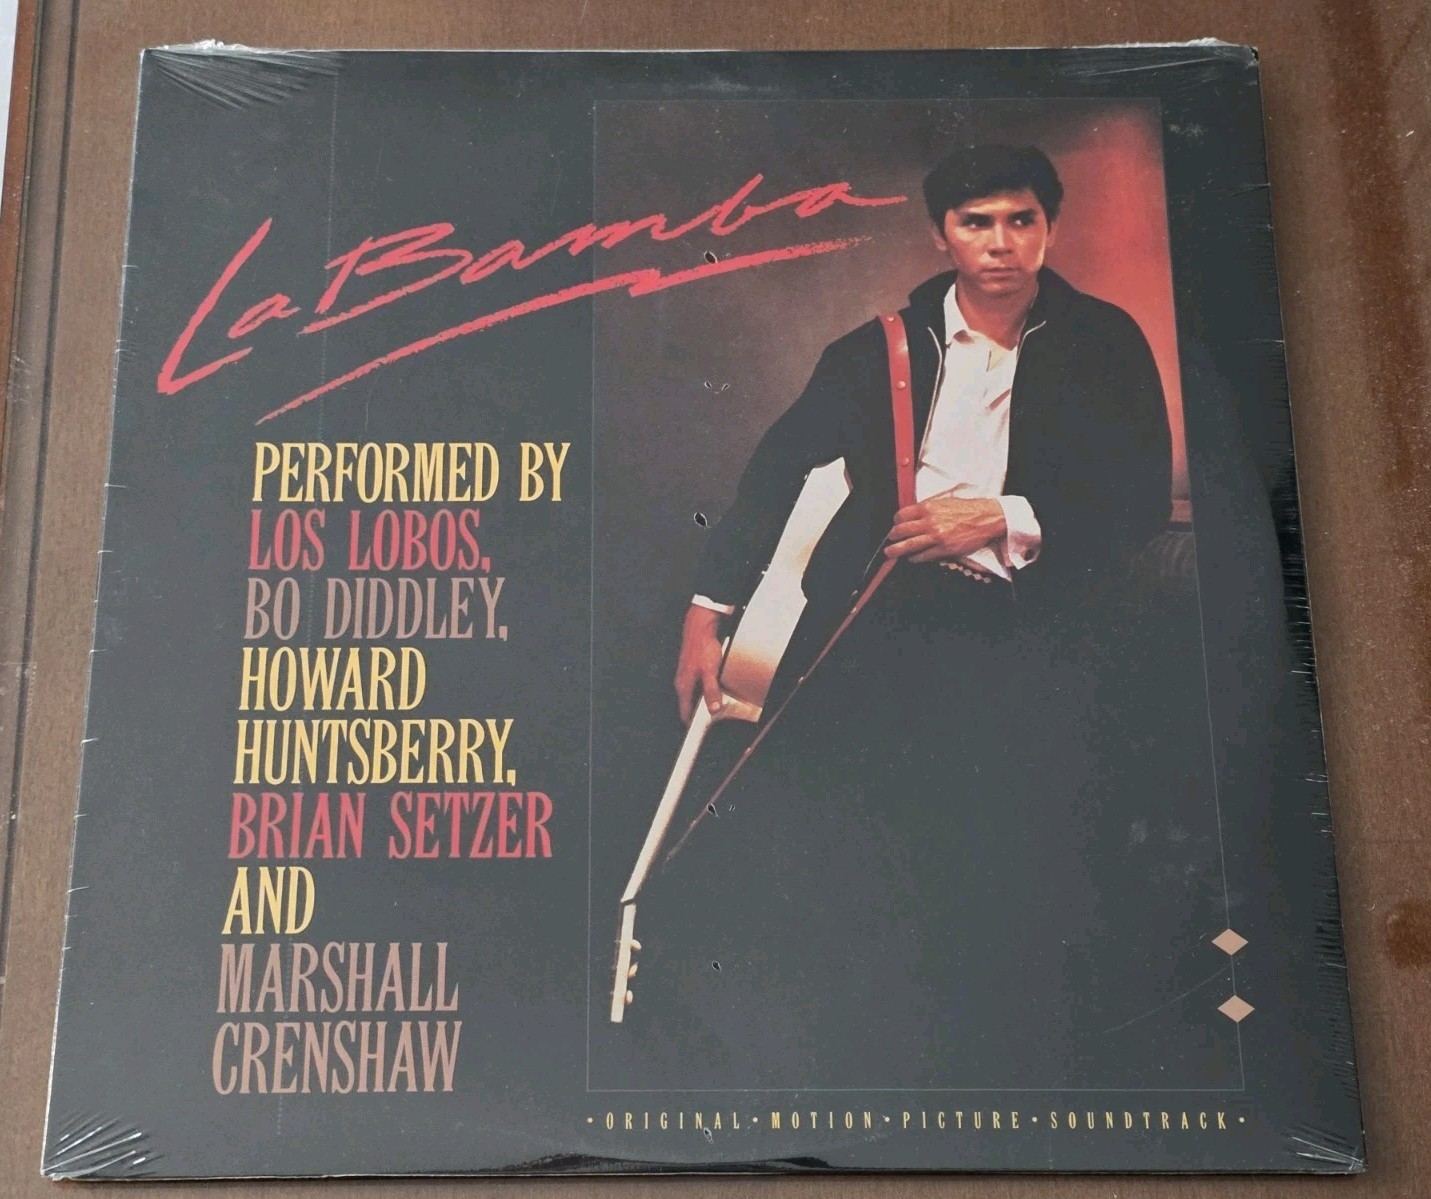 La Bamba
PERFORMED BY
LOS LOBOS,
BO DIDDLEY,
HOWARD
HUNTSBERRY,
BRIAN SETZER
AND
MARSHALL
CRENSHAW
• ORIGINAL • MOTION • PICTURE • SOUNDTRACK •